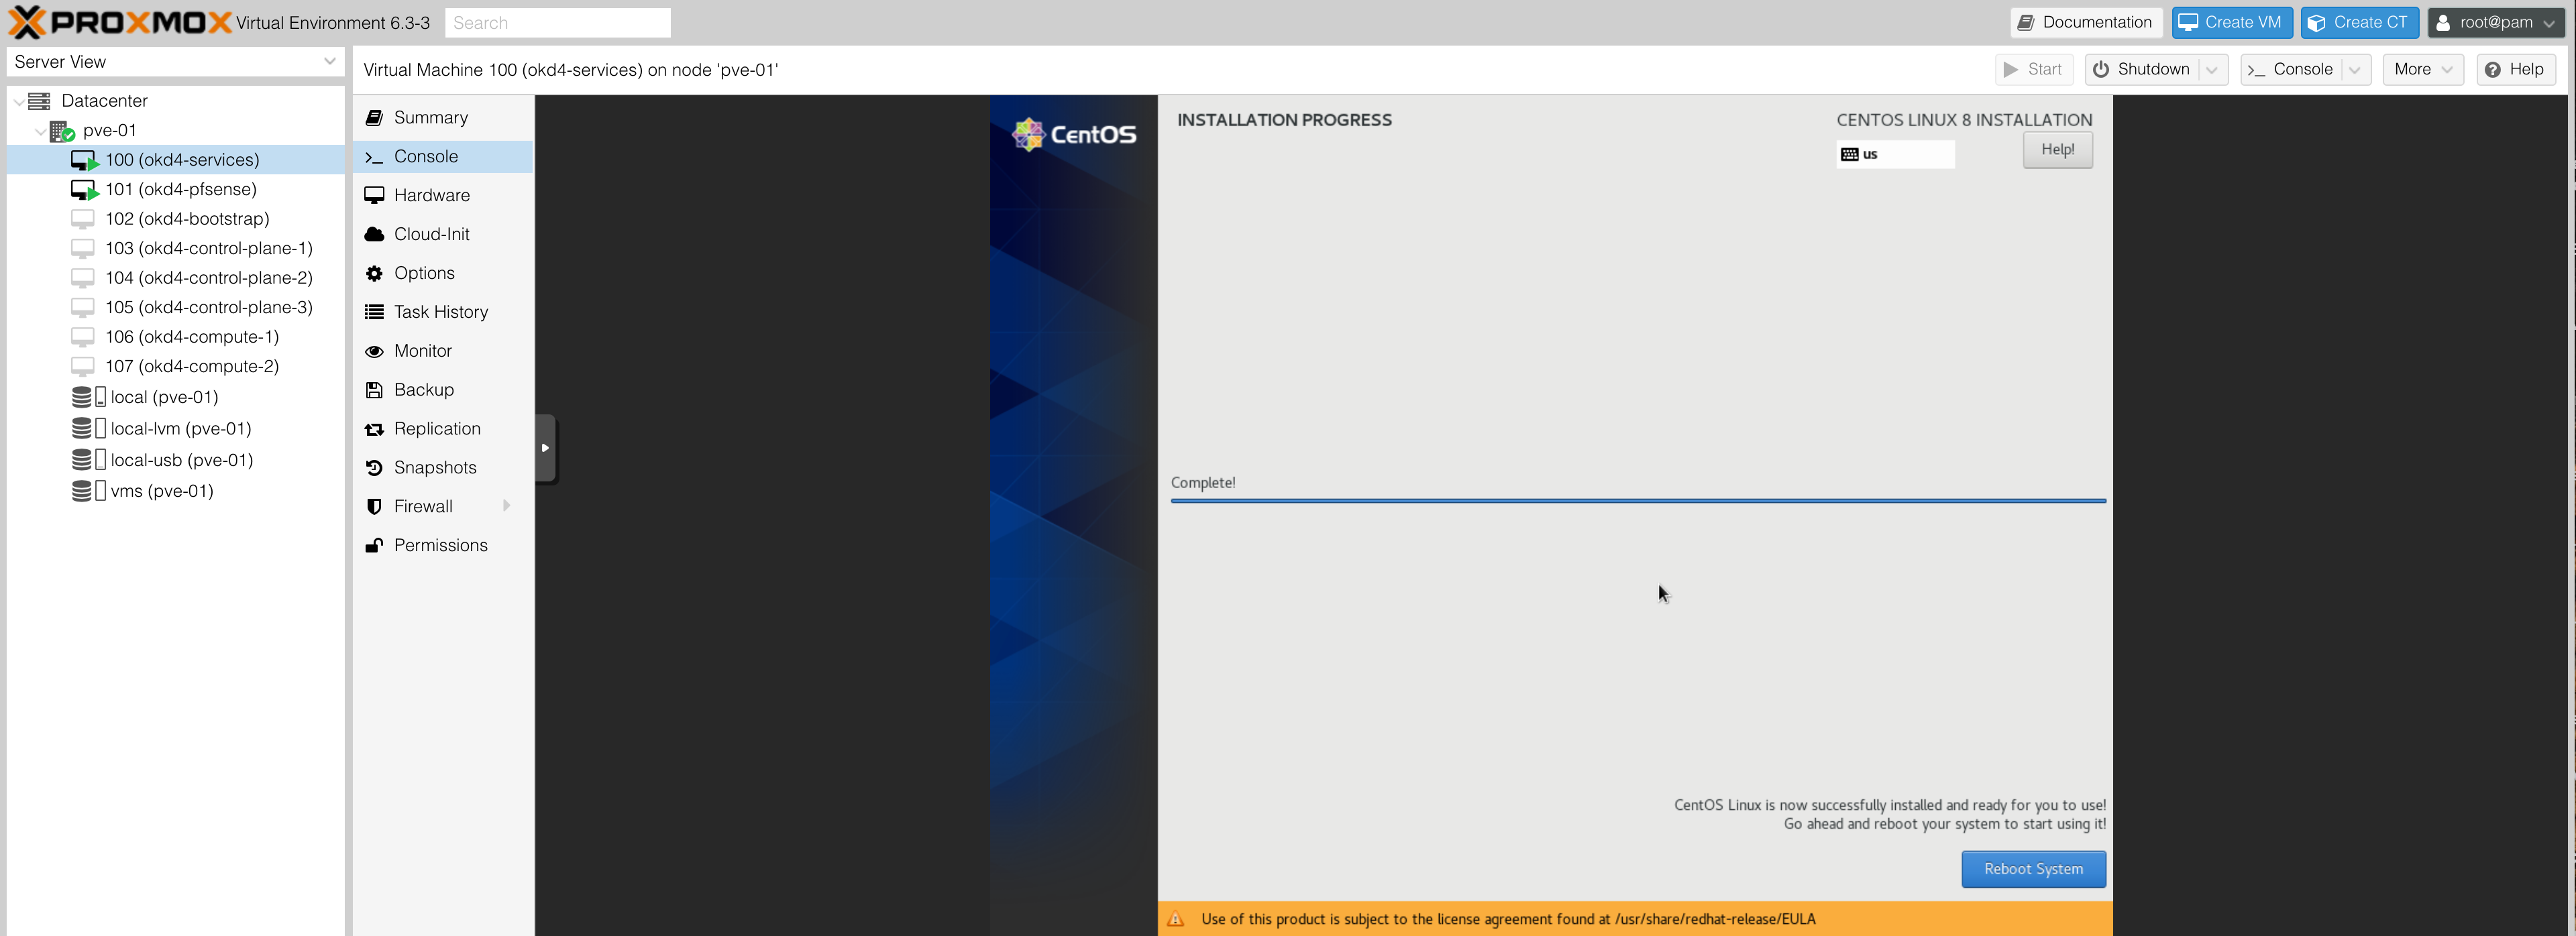 PROXMOX Virtual Environment 6.3-3 Search Documentation Create VM Create CT root@pam
Server View
Virtual Machine 100 (okd4-services) on node 'pve-01' Start Shutdown Console More Help
Datacenter
pve-01
100 (okd4-services)
101 (okd4-pfsense)
102 (okd4-bootstrap)
103 (okd4-control-plane-1)
104 (okd4-control-plane-2)
105 (okd4-control-plane-3)
106 (okd4-compute-1)
107 (okd4-compute-2)
local (pve-01)
local-lvm (pve-01)
local-usb (pve-01)
vms (pve-01)
Summary
Console
Hardware
Cloud-Init
Options
Task History
Monitor
Backup
Replication
Snapshots
Firewall
Permissions
CentOS
INSTALLATION PROGRESS
CENTOS LINUX 8 INSTALLATION
us
Help!
Complete!
CentOS Linux is now successfully installed and ready for you to use!
Go ahead and reboot your system to start using it!
Reboot System
Use of this product is subject to the license agreement found at /usr/share/redhat-release/EULA